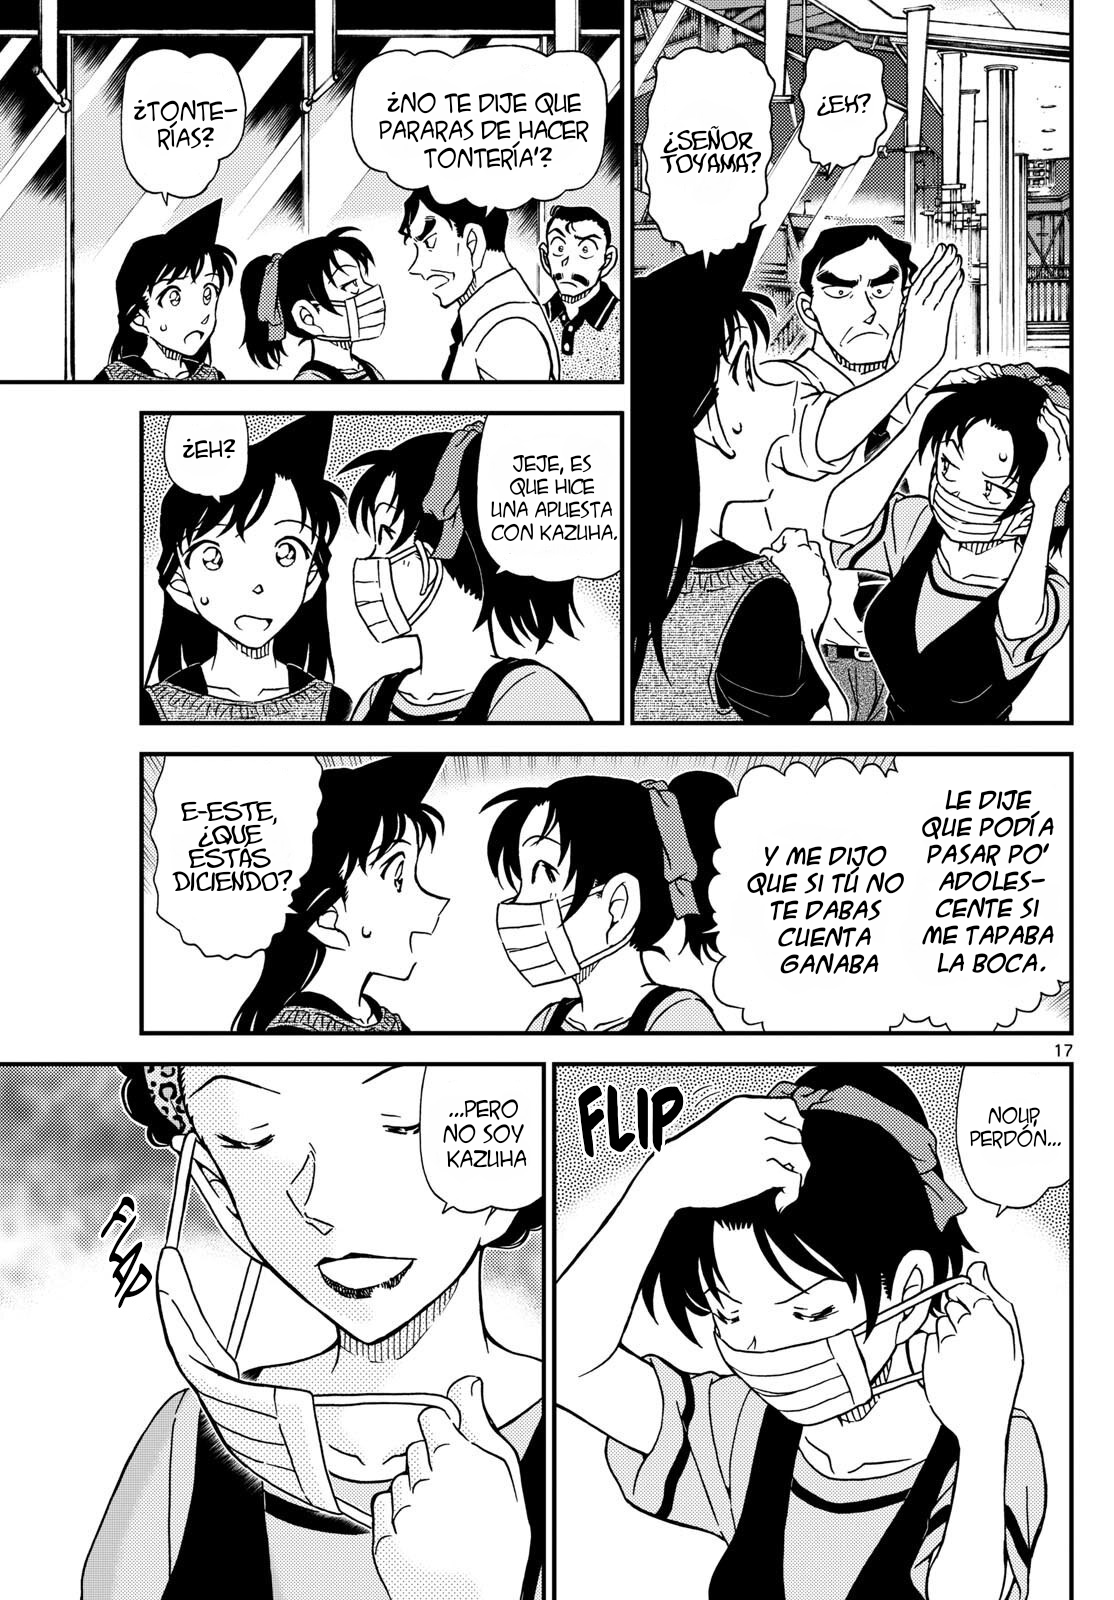 ¿EH?
¿SEÑOR
TOYAMA?
¿NO TE DIJE QUE
PARARAS DE HACER
TONTERÍA'?
¿TONTE-
RÍAS?
JEJE, ES
QUE HICE
UNA APUESTA
CON KAZUHA.
¿EH?
LE DIJE
QUE PODÍA
PASAR PO'
ADOLES-
CENTE SI
ME TAPABA
LA BOCA.
Y ME DIJO
QUE SI TÚ NO
TE DABAS
CUENTA
GANABA
E-ESTE,
¿QUE
ESTÁS
DICIENDO?
17
NOUP,
PERDÓN...
FLIP
...PERO
NO SOY
KAZUHA
FLAP